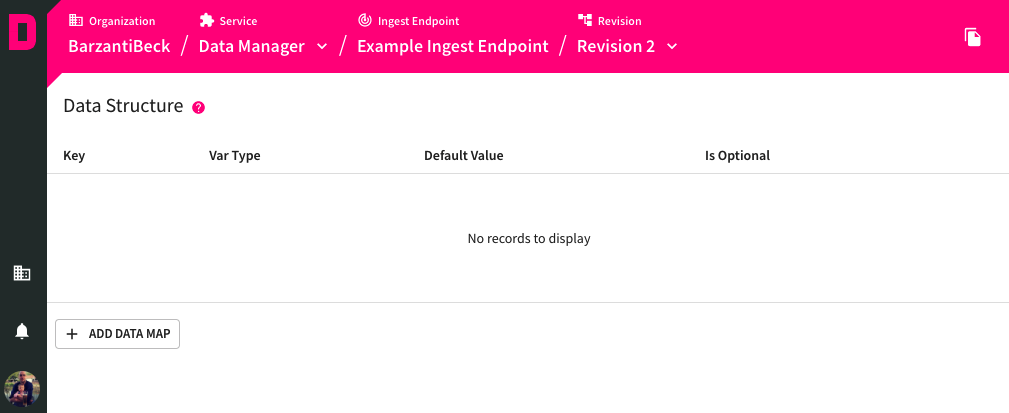 D
Organization
Service
Ingest Endpoint
Revision
BarzantiBeck / Data Manager / Example Ingest Endpoint / Revision 2
Data Structure ?
Key Var Type Default Value Is Optional
No records to display
+ ADD DATA MAP